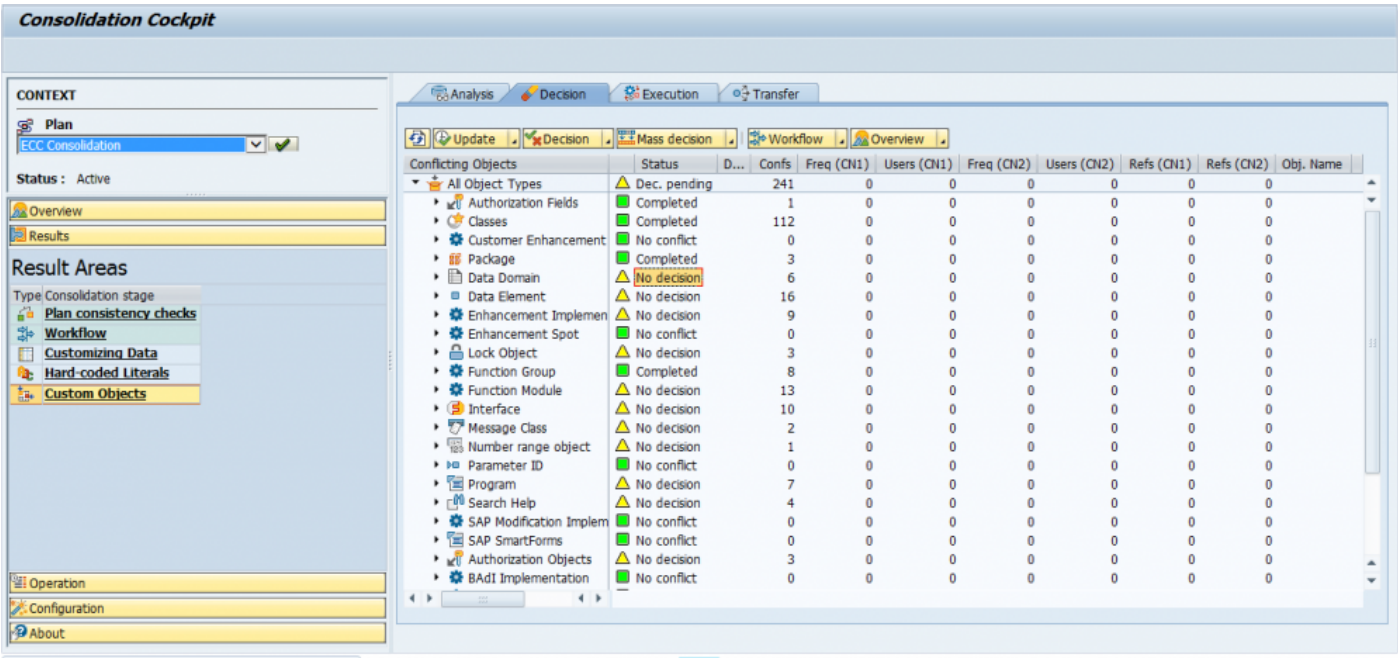 Consolidation Cockpit
CONTEXT
Plan
ECC Consolidation
Status : Active
Overview
Results
Result Areas
Type Consolidation stage
Plan consistency checks
Workflow
Customizing Data
Hard-coded Literals
Custom Objects
Operation
Configuration
About
Analysis Decision Execution Transfer
Update Decision Mass decision Workflow Overview
Conflicting Objects Status D... Confs Freq (CN1) Users (CN1) Freq (CN2) Users (CN2) Refs (CN1) Refs (CN2) Obj. Name
All Object Types Dec. pending 241 0 0 0 0 0 0
Authorization Fields Completed 1 0 0 0 0 0 0
Classes Completed 112 0 0 0 0 0 0
Customer Enhancement No conflict 0 0 0 0 0 0 0
Package Completed 3 0 0 0 0 0 0
Data Domain No decision 6 0 0 0 0 0 0
Data Element No decision 16 0 0 0 0 0 0
Enhancement Implemen No decision 9 0 0 0 0 0 0
Enhancement Spot No conflict 0 0 0 0 0 0 0
Lock Object No decision 3 0 0 0 0 0 0
Function Group Completed 8 0 0 0 0 0 0
Function Module No decision 13 0 0 0 0 0 0
Interface No decision 10 0 0 0 0 0 0
Message Class No decision 2 0 0 0 0 0 0
Number range object No decision 1 0 0 0 0 0 0
Parameter ID No conflict 0 0 0 0 0 0 0
Program No decision 7 0 0 0 0 0 0
Search Help No decision 4 0 0 0 0 0 0
SAP Modification Implem No conflict 0 0 0 0 0 0 0
SAP SmartForms No conflict 0 0 0 0 0 0 0
Authorization Objects No decision 3 0 0 0 0 0 0
BAdI Implementation No conflict 0 0 0 0 0 0 0